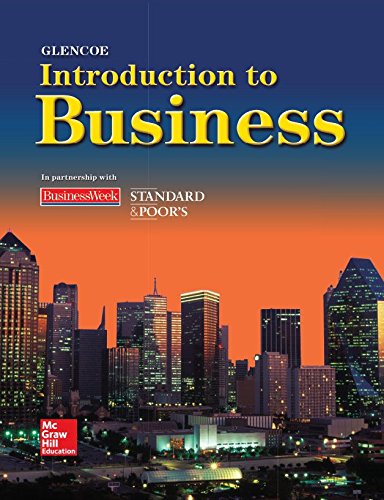 GLENCOE
Introduction to
Business
In partnership with
BusinessWeek
STANDARD
&POOR'S
Mc
Graw
Hill
Education